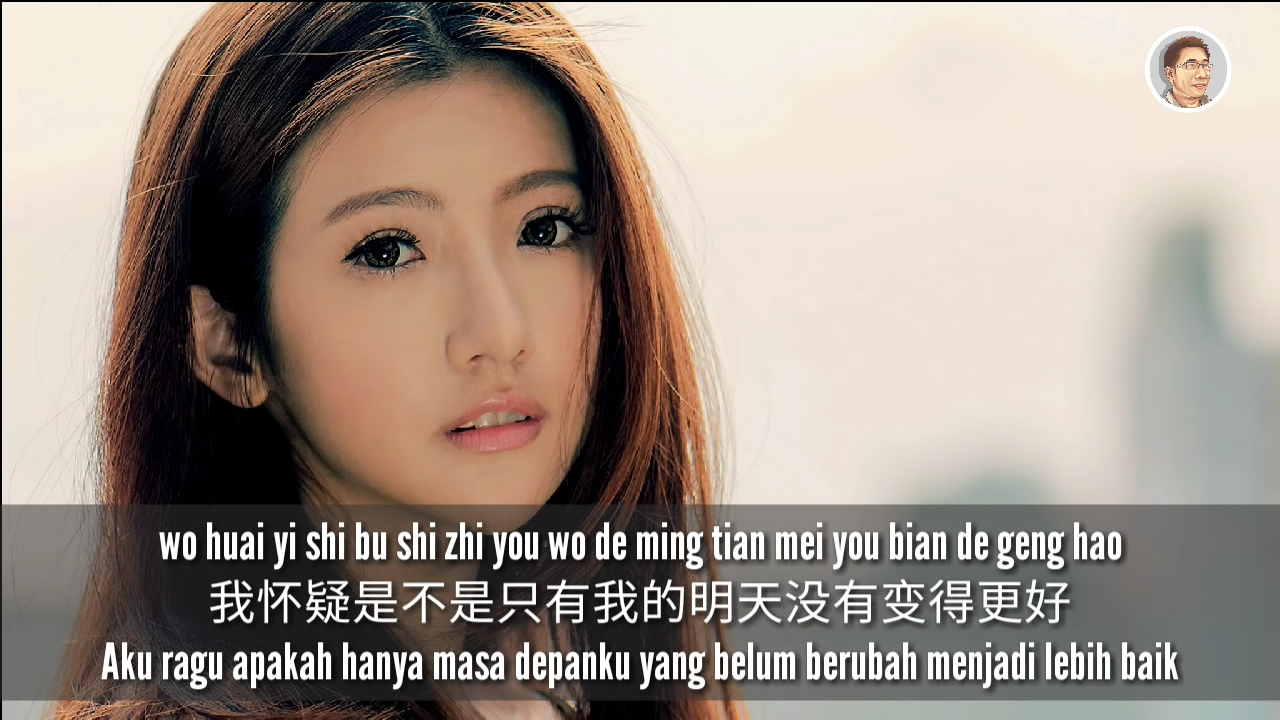 wo huai yi shi bu shi zhi you wo de ming tian mei you bian de geng hao
我怀疑是不是只有我的明天没有变得更好
Aku ragu apakah hanya masa depanku yang belum berubah menjadi lebih baik